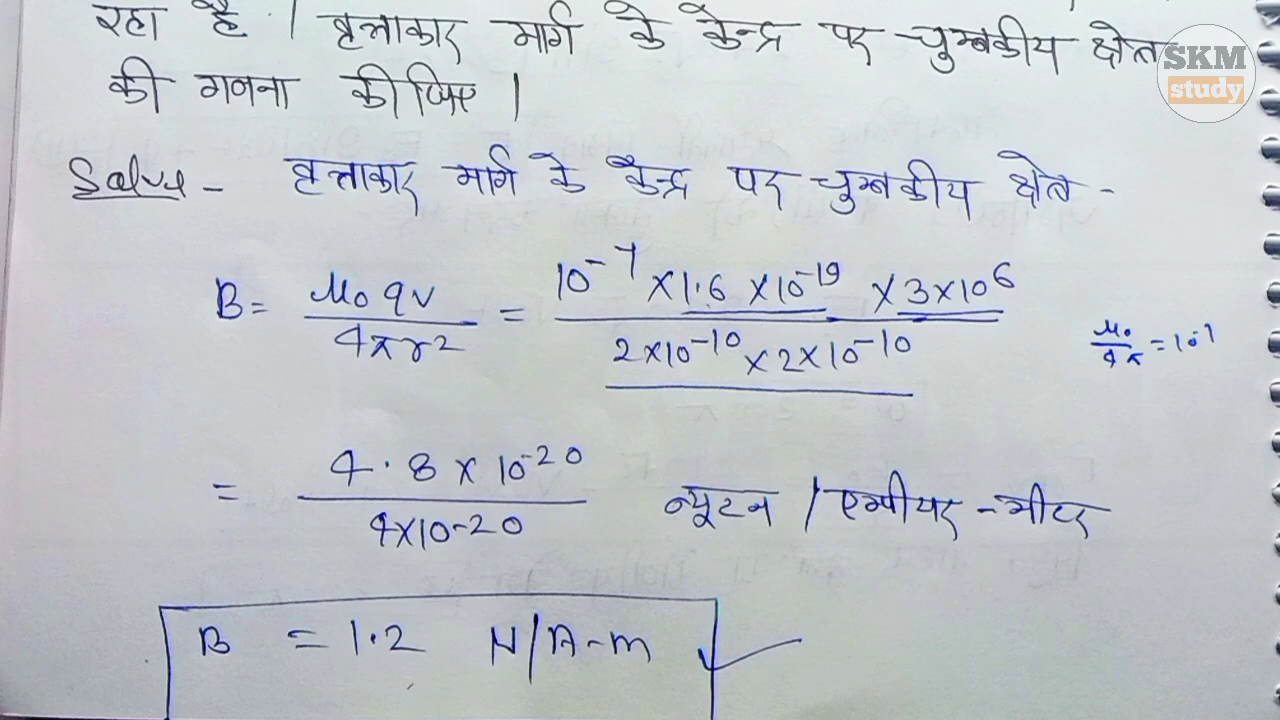 रहा है । वृत्ताकार मार्ग के केन्द्र पर चुम्बकीय क्षेत्र
की गणना कीजिए ।
SKM
study
Solve - वृत्ताकार मार्ग के केन्द्र पर चुम्बकीय क्षेत्र -
B = μ₀ q v / 4πr² = 10⁻⁷ × 1.6 × 10⁻¹⁹ × 3×10⁶ / 2×10⁻¹⁰ × 2×10⁻¹⁰
μ₀/4π = 10⁻⁷
= 4.8 × 10⁻²⁰ / 4×10⁻²⁰ न्यूटन / एम्पीयर - मीटर
B = 1.2 N/A-m